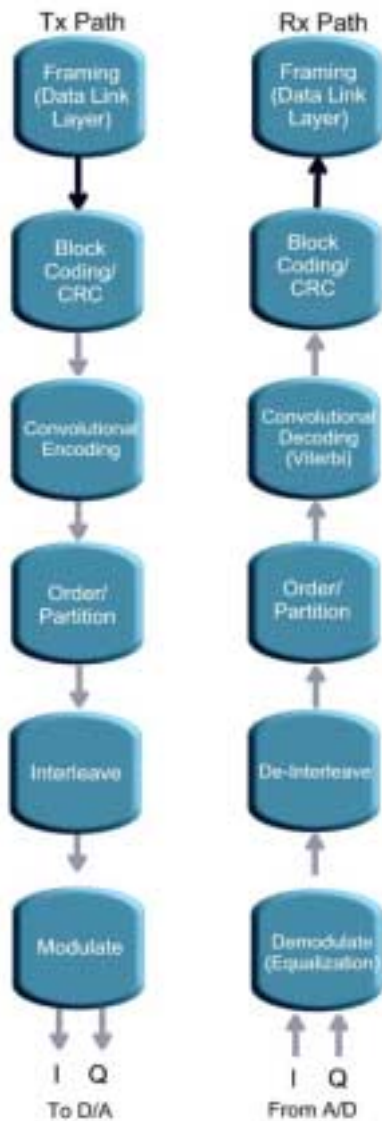 Tx Path
Framing
(Data Link
Layer)
Block
Coding/
CRC
Convolutional
Encoding
Order/
Partition
Interleave
Modulate
I Q
To D/A
Rx Path
Framing
(Data Link
Layer)
Block
Coding/
CRC
Convolutional
Decoding
(Viterbi)
Order/
Partition
De-Interleave
Demodulate
(Equalization)
I Q
From A/D